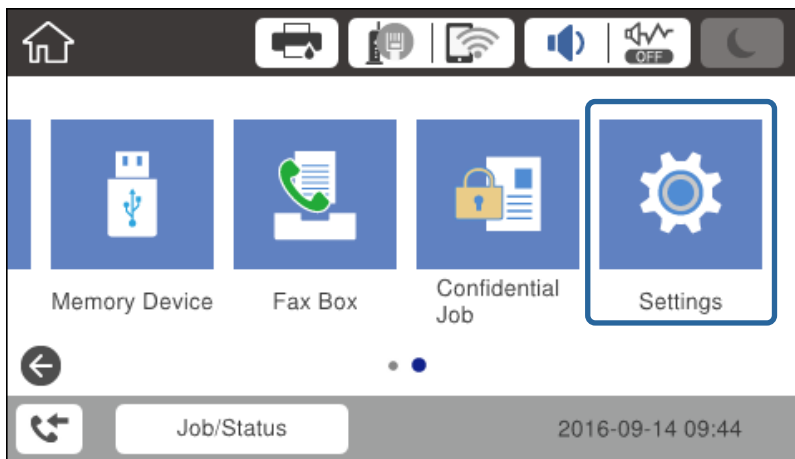 OFF
Memory Device
Fax Box
Confidential
Job
Settings
Job/Status
2016-09-14 09:44